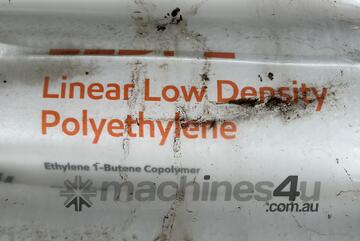 Linear Low Density
Polyethylene
Ethylene 1-Butene Copolymer
machines4u
.com.au